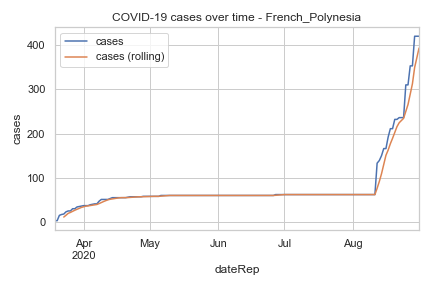 COVID-19 cases over time - French_Polynesia
cases
cases (rolling)
cases
400
300
200
100
0
Apr May Jun Jul Aug
2020
dateRep